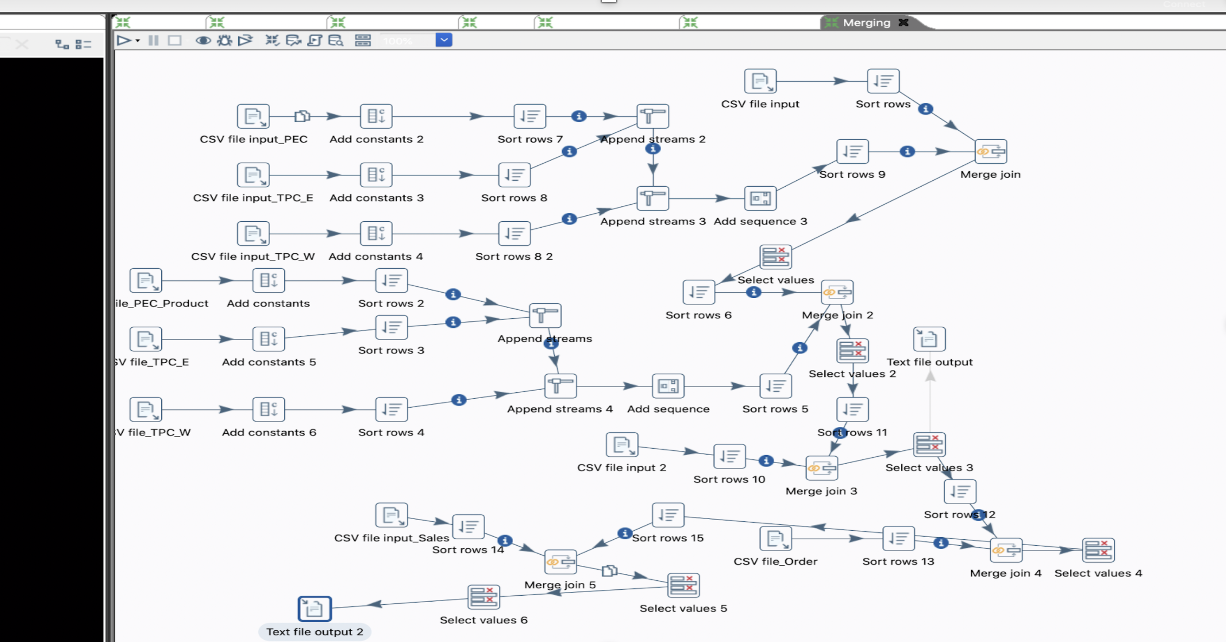 Merging
100%
CSV file input
Sort rows
CSV file input_PEC
Add constants 2
Sort rows 7
Append streams 2
Sort rows 9
Merge join
CSV file input_TPC_E
Add constants 3
Sort rows 8
Append streams 3
Add sequence 3
CSV file input_TPC_W
Add constants 4
Sort rows 8 2
Select values
ile_PEC_Product
Add constants
Sort rows 2
Sort rows 6
Merge join 2
Append streams
SV file_TPC_E
Add constants 5
Sort rows 3
Text file output
Select values 2
Append streams 4
Add sequence
Sort rows 5
V file_TPC_W
Add constants 6
Sort rows 4
Sort rows 11
CSV file input 2
Sort rows 10
Merge join 3
Select values 3
Sort rows 12
CSV file input_Sales
Sort rows 14
Sort rows 15
CSV file_Order
Sort rows 13
Merge join 4
Select values 4
Merge join 5
Select values 5
Select values 6
Text file output 2